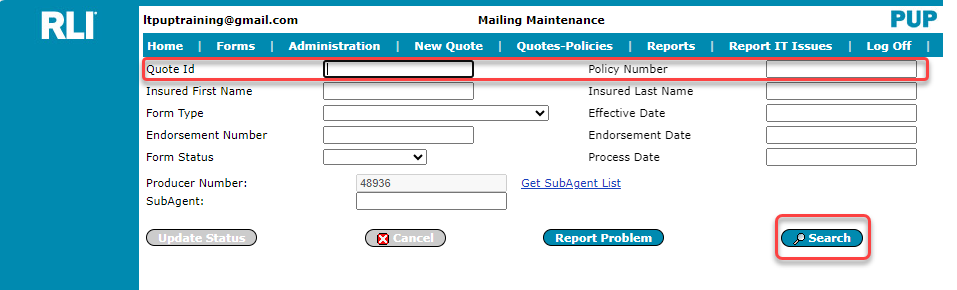 RLI
ltpuptraining@gmail.com Mailing Maintenance PUP
Home | Forms | Administration | New Quote | Quotes-Policies | Reports | Report IT Issues | Log Off |
Quote Id Policy Number
Insured First Name Insured Last Name
Form Type Effective Date
Endorsement Number Endorsement Date
Form Status Process Date
Producer Number: 48936 Get SubAgent List
SubAgent:
Update Status Cancel Report Problem Search